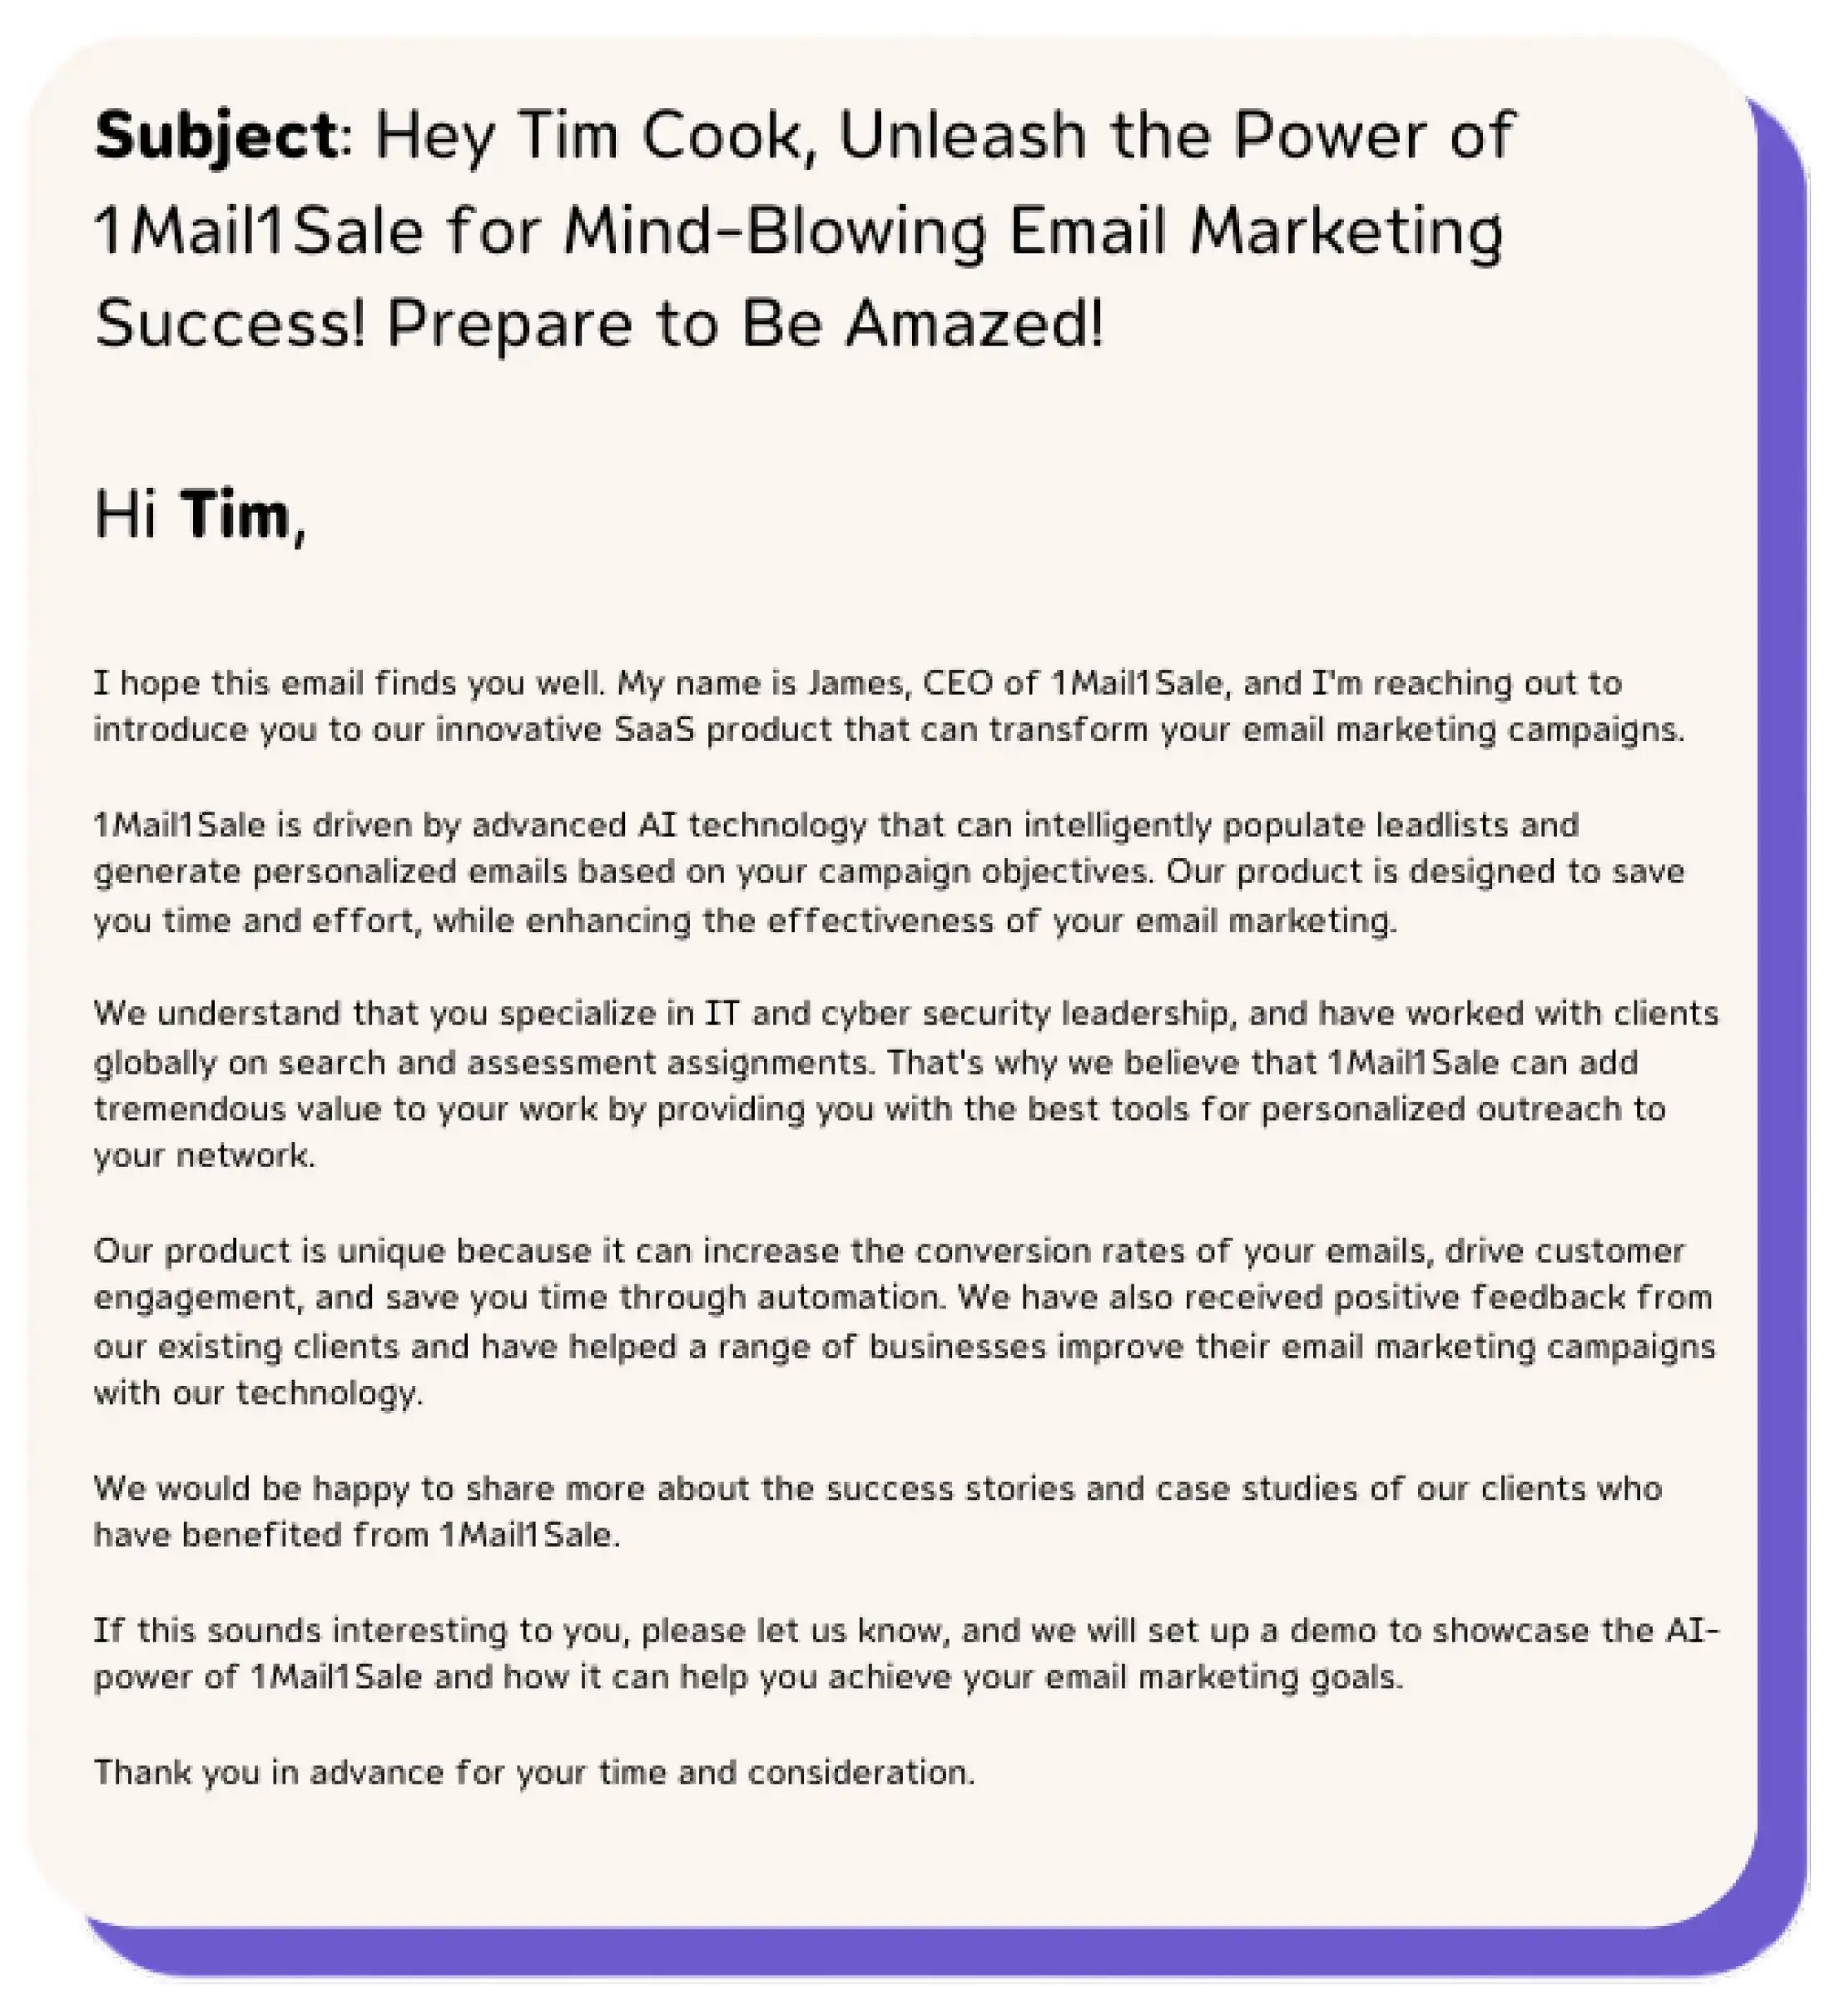 Subject: Hey Tim Cook, Unleash the Power of
1Mail1Sale for Mind-Blowing Email Marketing
Success! Prepare to Be Amazed!
Hi Tim,
I hope this email finds you well. My name is James, CEO of 1Mail1Sale, and I'm reaching out to
introduce you to our innovative SaaS product that can transform your email marketing campaigns.
1Mail1Sale is driven by advanced AI technology that can intelligently populate leadlists and
generate personalized emails based on your campaign objectives. Our product is designed to save
you time and effort, while enhancing the effectiveness of your email marketing.
We understand that you specialize in IT and cyber security leadership, and have worked with clients
globally on search and assessment assignments. That's why we believe that 1Mail1Sale can add
tremendous value to your work by providing you with the best tools for personalized outreach to
your network.
Our product is unique because it can increase the conversion rates of your emails, drive customer
engagement, and save you time through automation. We have also received positive feedback from
our existing clients and have helped a range of businesses improve their email marketing campaigns
with our technology.
We would be happy to share more about the success stories and case studies of our clients who
have benefited from 1Mail1Sale.
If this sounds interesting to you, please let us know, and we will set up a demo to showcase the AI-
power of 1Mail1Sale and how it can help you achieve your email marketing goals.
Thank you in advance for your time and consideration.